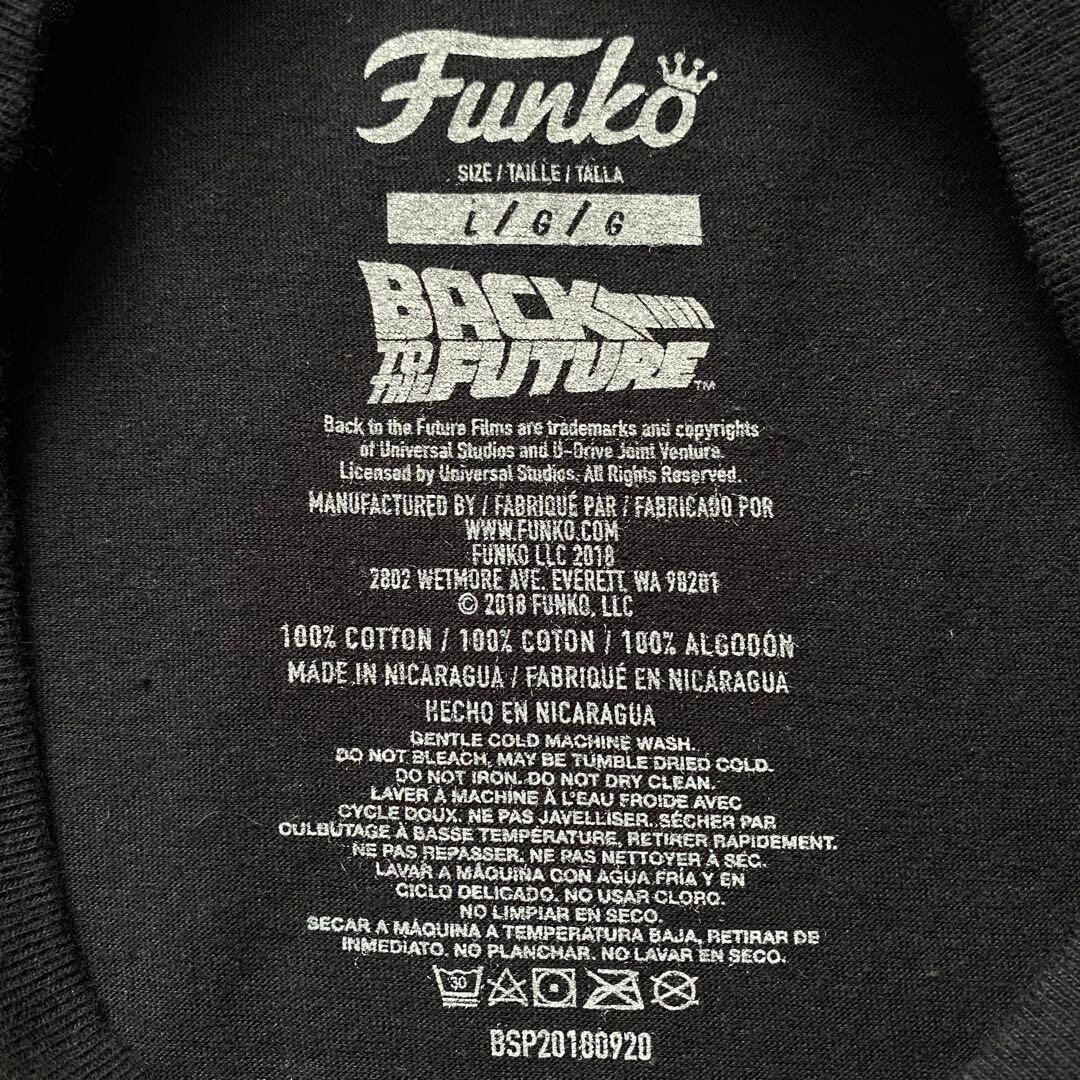 Funko
SIZE / TAILLE / TALLA
L / G / G
BACK
TO THE FUTURE™
Back to the Future Films are trademarks and copyrights
of Universal Studios and U-Drive Joint Venture.
Licensed by Universal Studios. All Rights Reserved.
MANUFACTURED BY / FABRIQUÉ PAR / FABRICADO POR
WWW.FUNKO.COM
FUNKO LLC 2018
2802 WETMORE AVE. EVERETT, WA 98201
© 2018 FUNKO, LLC
100% COTTON / 100% COTON / 100% ALGODÓN
MADE IN NICARAGUA / FABRIQUÉ EN NICARAGUA
HECHO EN NICARAGUA
GENTLE COLD MACHINE WASH.
DO NOT BLEACH, MAY BE TUMBLE DRIED COLD.
DO NOT IRON. DO NOT DRY CLEAN.
LAVER À MACHINE À L'EAU FROIDE AVEC
CYCLE DOUX. NE PAS JAVELLISER. SÉCHER PAR
CULBUTAGE À BASSE TEMPÉRATURE, RETIRER RAPIDEMENT.
NE PAS REPASSER. NE PAS NETTOYER À SEC.
LAVAR A MÁQUINA CON AGUA FRÍA Y EN
CICLO DELICADO. NO USAR CLORO.
NO LIMPIAR EN SECO.
SECAR A MÁQUINA A TEMPERATURA BAJA, RETIRAR DE
INMEDIATO. NO PLANCHAR. NO LAVAR EN SECO.
30
BSP20180920